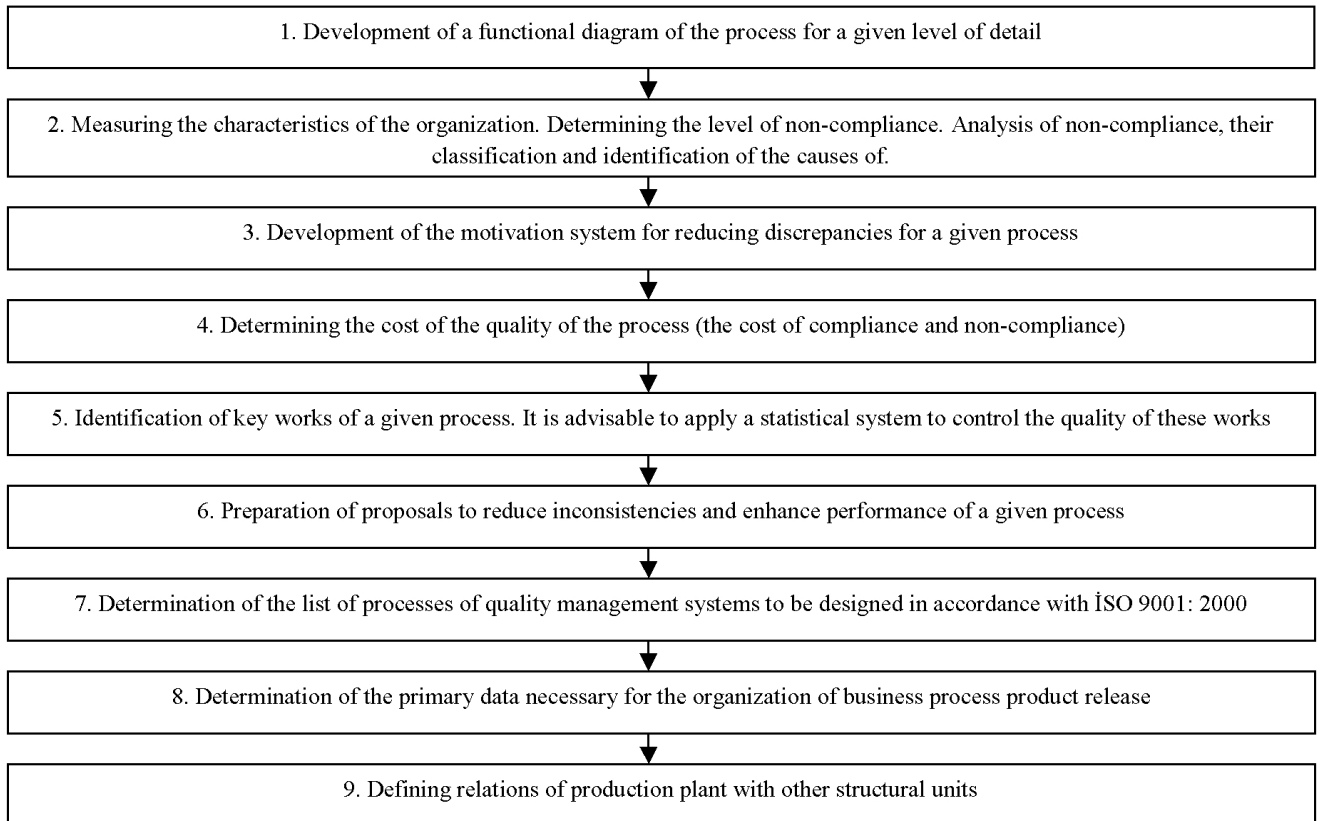 1. Development of a functional diagram of the process for a given level of detail
2. Measuring the characteristics of the organization. Determining the level of non-compliance. Analysis of non-compliance, their
classification and identification of the causes of.
3. Development of the motivation system for reducing discrepancies for a given process
4. Determining the cost of the quality of the process (the cost of compliance and non-compliance)
5. Identification of key works of a given process. It is advisable to apply a statistical system to control the quality of these works
6. Preparation of proposals to reduce inconsistencies and enhance performance of a given process
7. Determination of the list of processes of quality management systems to be designed in accordance with İSO 9001: 2000
8. Determination of the primary data necessary for the organization of business process product release
9. Defining relations of production plant with other structural units